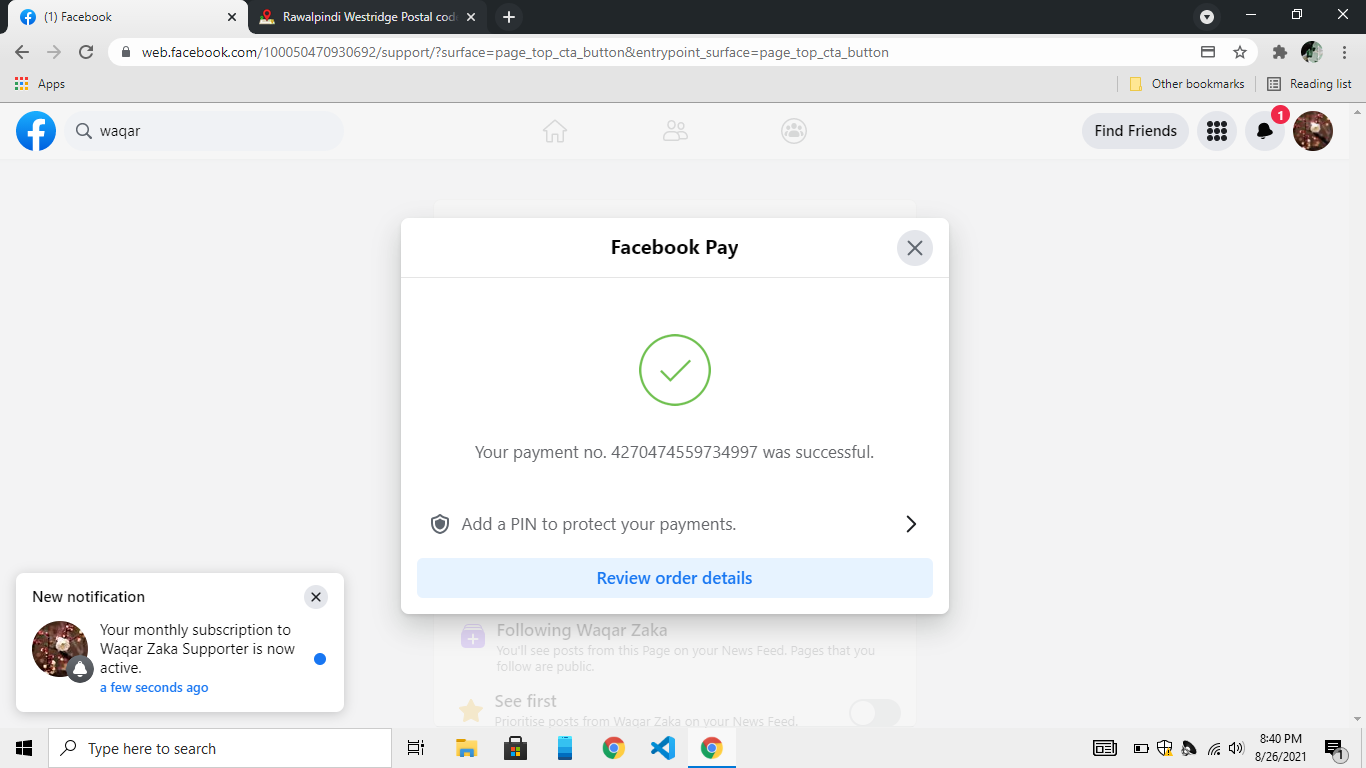 (1) Facebook
Rawalpindi Westridge Postal cod
web.facebook.com/100050470930692/support/?surface=page_top_cta_button&entrypoint_surface=page_top_cta_button
Apps
Other bookmarks
Reading list
waqar
Find Friends
1
Facebook Pay
Your payment no. 4270474559734997 was successful.
Add a PIN to protect your payments.
Review order details
Following Waqar Zaka
You'll see posts from this Page on your News Feed. Pages that you
follow are public.
See first
Prioritise posts from Waqar Zaka on your News Feed.
New notification
Your monthly subscription to
Waqar Zaka Supporter is now
active.
a few seconds ago
Type here to search
8:40 PM
8/26/2021
1